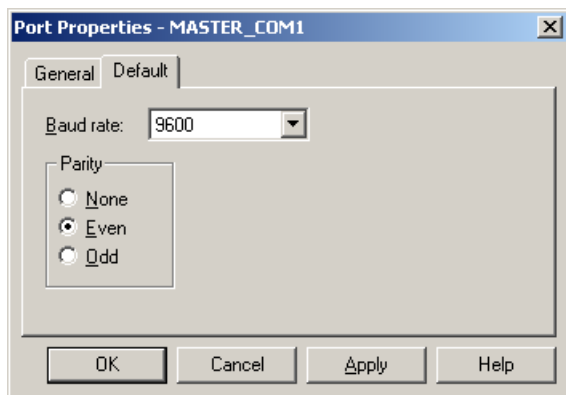 Port Properties - MASTER_COM1
General Default
Baud rate: 9600
Parity
None
Even
Odd
OK Cancel Apply Help